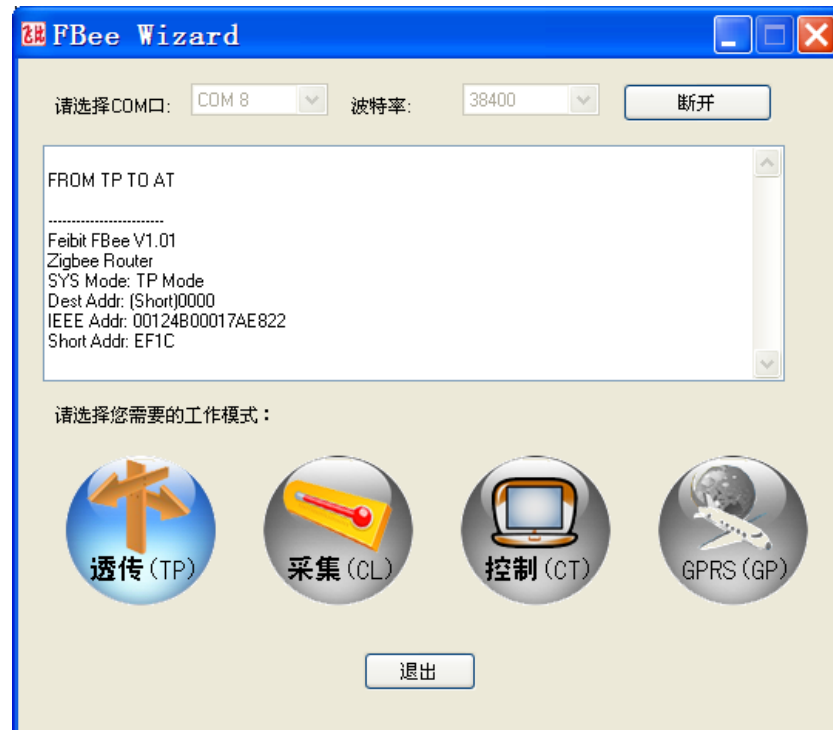 飞比 FBee Wizard
请选择COM口: COM 8 波特率: 38400 断开
FROM TP TO AT
-------------------------
Feibit FBee V1.01
Zigbee Router
SYS Mode: TP Mode
Dest Addr: (Short)0000
IEEE Addr: 00124B00017AE822
Short Addr: EF1C
请选择您需要的工作模式：
透传(TP) 采集(CL) 控制(CT) GPRS(GP)
退出